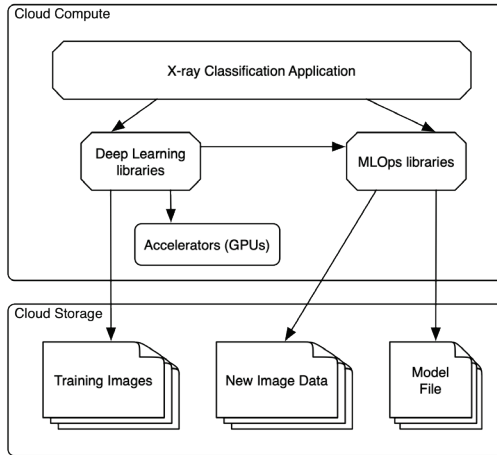 Cloud Compute
X-ray Classification Application
Deep Learning
libraries
MLOps libraries
Accelerators (GPUs)
Cloud Storage
Training Images
New Image Data
Model
File